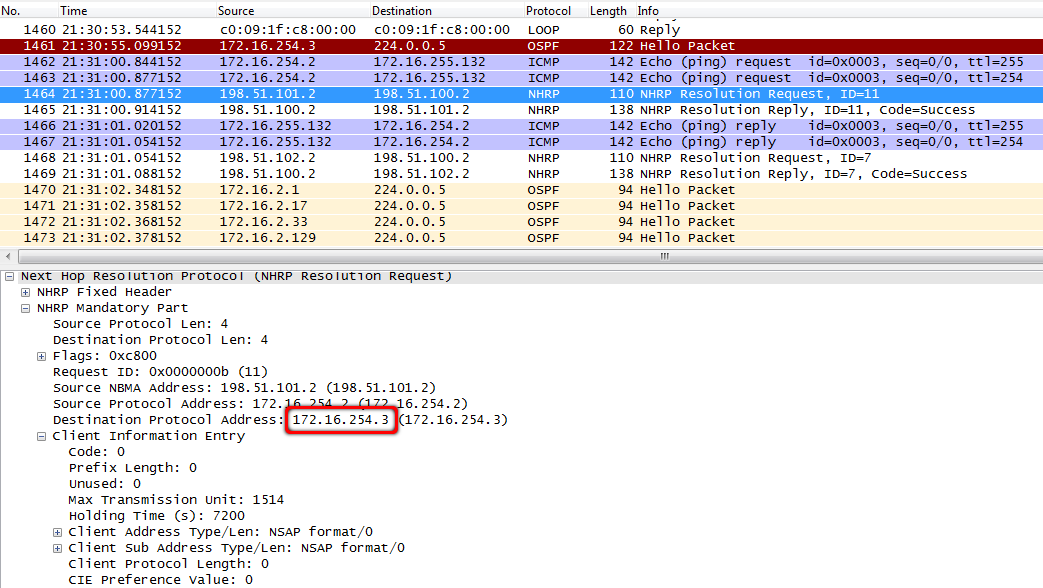 No. Time Source Destination Protocol Length Info
1460 21:30:53.544152 c0:09:1f:c8:00:00 c0:09:1f:c8:00:00 LOOP 60 Reply
1461 21:30:55.099152 172.16.254.3 224.0.0.5 OSPF 122 Hello Packet
1462 21:31:00.844152 172.16.254.2 172.16.255.132 ICMP 142 Echo (ping) request id=0x0003, seq=0/0, ttl=255
1463 21:31:00.877152 172.16.254.2 172.16.255.132 ICMP 142 Echo (ping) request id=0x0003, seq=0/0, ttl=254
1464 21:31:00.877152 198.51.101.2 198.51.100.2 NHRP 110 NHRP Resolution Request, ID=11
1465 21:31:00.914152 198.51.100.2 198.51.101.2 NHRP 138 NHRP Resolution Reply, ID=11, Code=Success
1466 21:31:01.020152 172.16.255.132 172.16.254.2 ICMP 142 Echo (ping) reply id=0x0003, seq=0/0, ttl=255
1467 21:31:01.054152 172.16.255.132 172.16.254.2 ICMP 142 Echo (ping) reply id=0x0003, seq=0/0, ttl=254
1468 21:31:01.054152 198.51.102.2 198.51.100.2 NHRP 110 NHRP Resolution Request, ID=7
1469 21:31:01.088152 198.51.100.2 198.51.102.2 NHRP 138 NHRP Resolution Reply, ID=7, Code=Success
1470 21:31:02.348152 172.16.2.1 224.0.0.5 OSPF 94 Hello Packet
1471 21:31:02.358152 172.16.2.17 224.0.0.5 OSPF 94 Hello Packet
1472 21:31:02.368152 172.16.2.33 224.0.0.5 OSPF 94 Hello Packet
1473 21:31:02.378152 172.16.2.129 224.0.0.5 OSPF 94 Hello Packet
Next Hop Resolution Protocol (NHRP Resolution Request)
NHRP Fixed Header
NHRP Mandatory Part
Source Protocol Len: 4
Destination Protocol Len: 4
Flags: 0xc800
Request ID: 0x0000000b (11)
Source NBMA Address: 198.51.101.2 (198.51.101.2)
Source Protocol Address: 172.16.254.2 (172.16.254.2)
Destination Protocol Address: 172.16.254.3 (172.16.254.3)
Client Information Entry
Code: 0
Prefix Length: 0
Unused: 0
Max Transmission Unit: 1514
Holding Time (s): 7200
Client Address Type/Len: NSAP format/0
Client Sub Address Type/Len: NSAP format/0
Client Protocol Length: 0
CIE Preference Value: 0